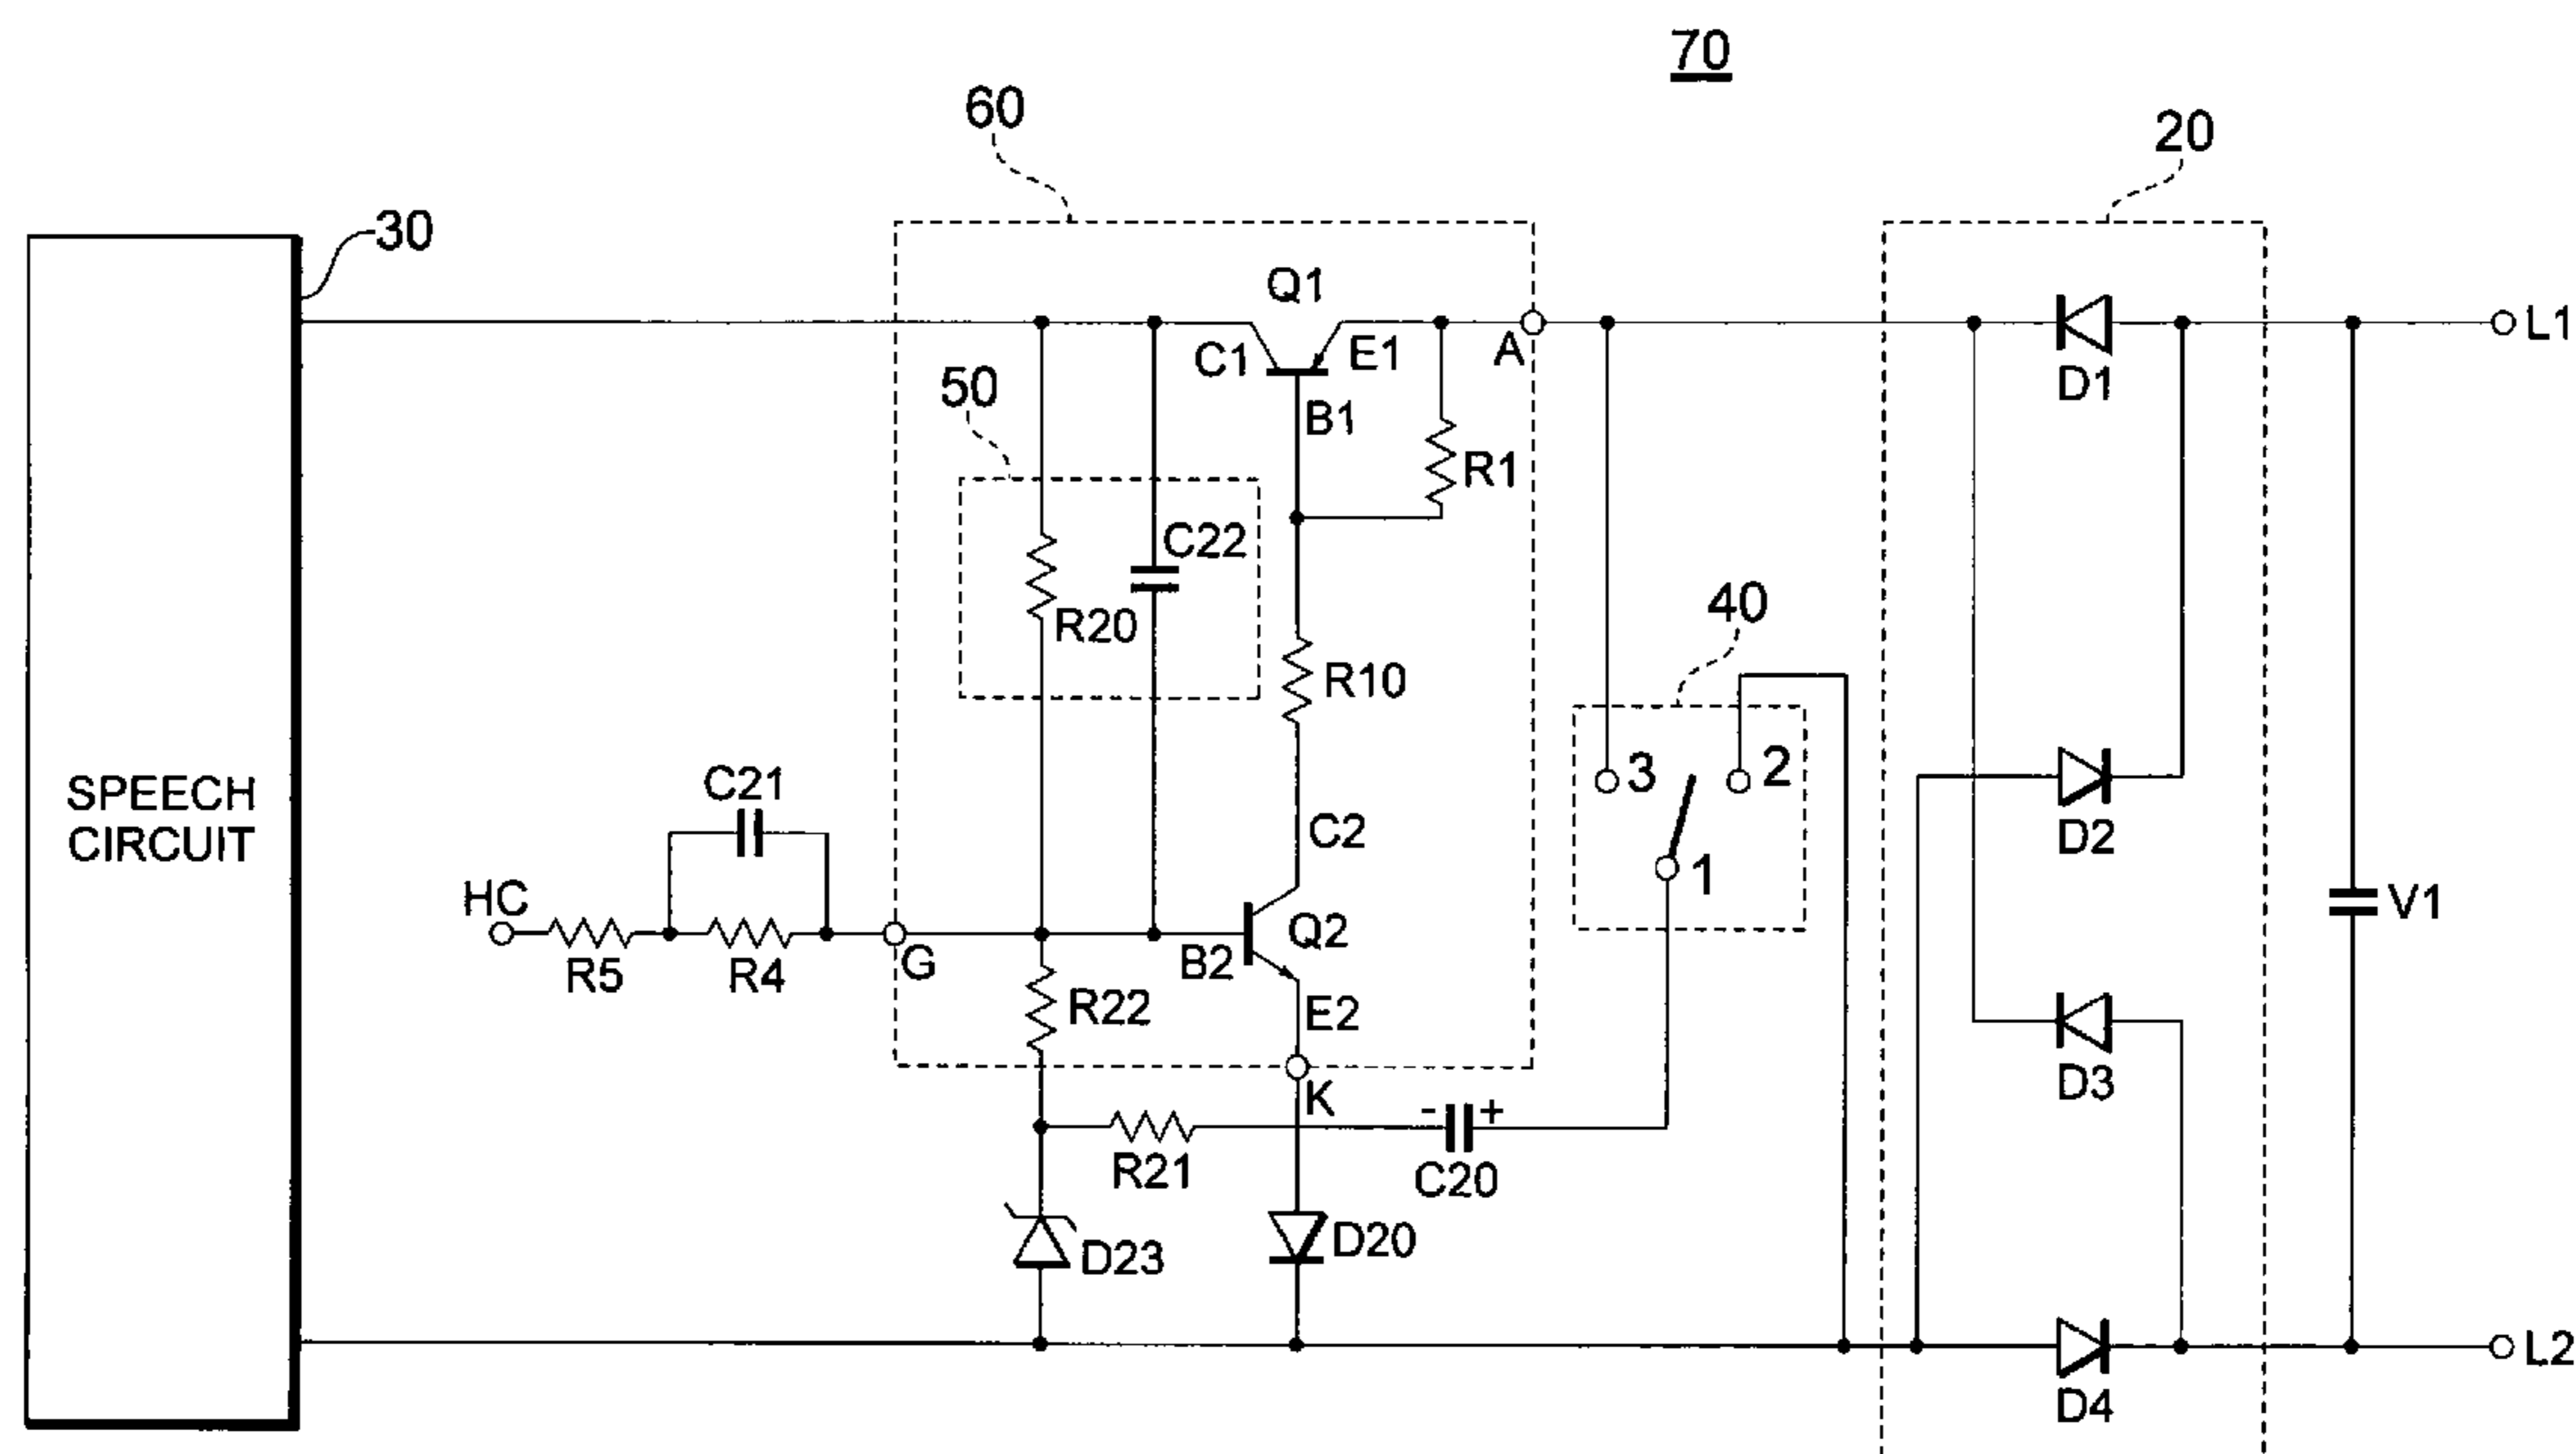 70
60
20
30
Q1
A
L1
C1
E1
D1
50
B1
R1
C22
40
R20
R10
3
2
C21
C2
D2
SPEECH
CIRCUIT
1
HC
V1
R5
R4
G
B2
Q2
R22
E2
D3
K
- +
R21
C20
D23
D20
L2
D4